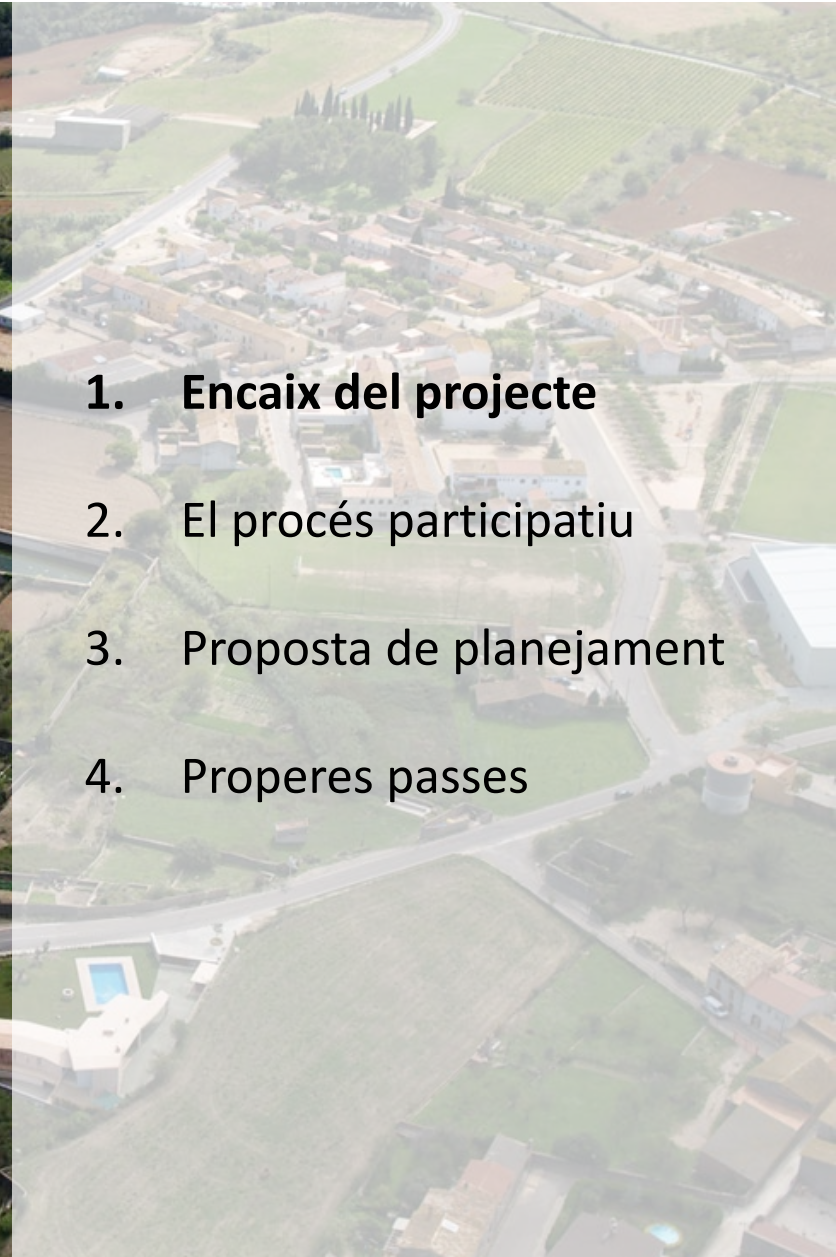 1. Encaix del projecte
2. El procés participatiu
3. Proposta de planejament
4. Properes passes